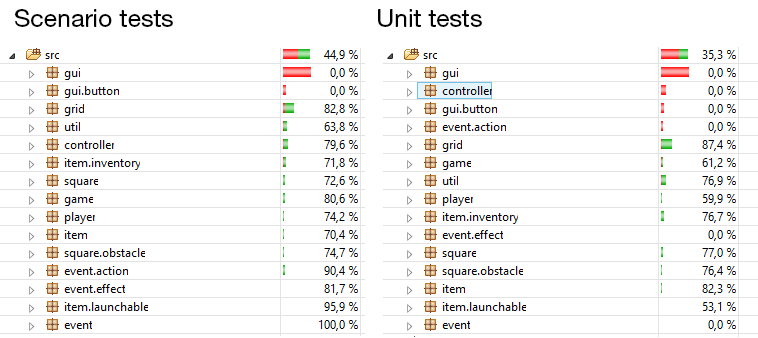 Scenario tests
src 44,9 %
gui 0,0 %
gui.button 0,0 %
grid 82,8 %
util 63,8 %
controller 79,6 %
item.inventory 71,8 %
square 72,6 %
game 80,6 %
player 74,2 %
item 70,4 %
square.obstacle 74,7 %
event.action 90,4 %
event.effect 81,7 %
item.launchable 95,9 %
event 100,0 %
Unit tests
src 35,3 %
gui 0,0 %
controller 0,0 %
gui.button 0,0 %
event.action 0,0 %
grid 87,4 %
game 61,2 %
util 76,9 %
player 59,9 %
item.inventory 76,7 %
event.effect 0,0 %
square 77,0 %
square.obstacle 76,4 %
item 82,3 %
item.launchable 53,1 %
event 0,0 %